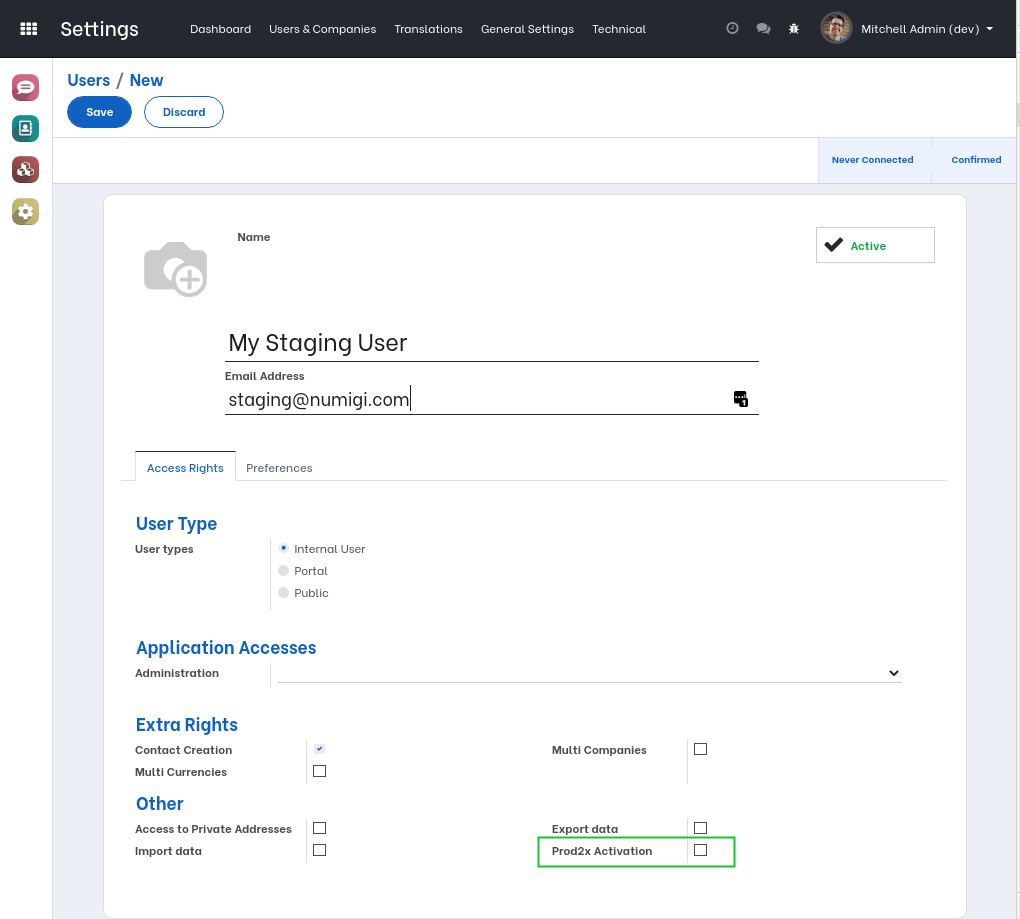 Settings Dashboard Users & Companies Translations General Settings Technical Mitchell Admin (dev)
Users / New
Save Discard
Never Connected Confirmed
Name
Active
My Staging User
Email Address
staging@numigi.com
Access Rights Preferences
User Type
User types Internal User
Portal
Public
Application Accesses
Administration
Extra Rights
Contact Creation Multi Companies
Multi Currencies
Other
Access to Private Addresses Export data
Import data Prod2x Activation